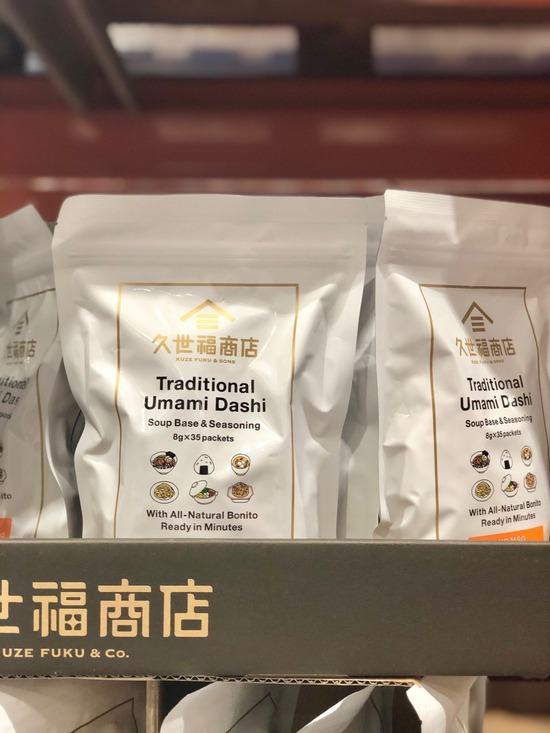 久世福商店
KUZE FUKU & SONS
Traditional
Umami Dashi
Soup Base & Seasoning
8g×35 packets
With All-Natural Bonito
Ready in Minutes
久世福商店
KUZE FUKU & SONS
Traditional
Umami Dashi
Soup Base & Seasoning
8g×35 packets
With All-Natural Bonito
Ready in Minutes
MSG
Bonito
世福商店
UZE FUKU & Co.